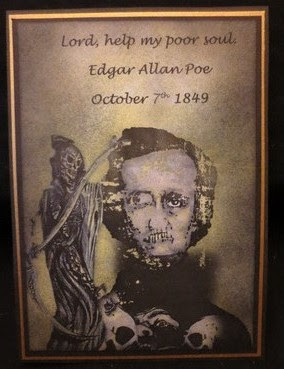 Lord, help my poor soul.
Edgar Allan Poe
October 7th 1849